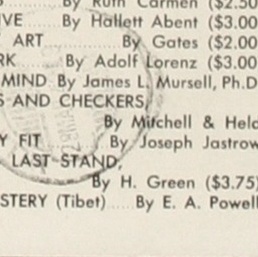 By Ruth Carmen ($2.50
IVE By Hallett Abent ($3.00
ART By Gates ($2.00
RK By Adolf Lorenz ($3.00
MIND By James L. Mursell, Ph.D
S AND CHECKERS,
By Mitchell & Held
Y FIT By Joseph Jastrow
LAST STAND,
By H. Green ($3.75)
STERY (Tibet) By E. A. Powell